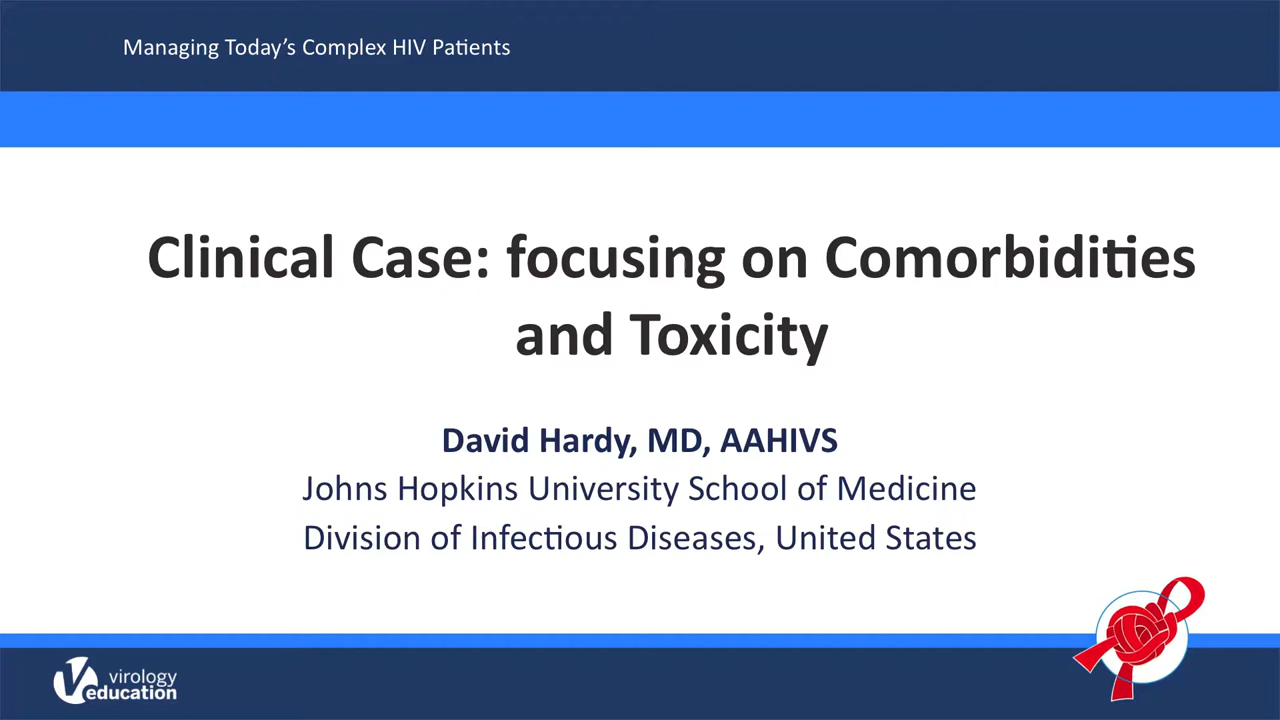 Managing Today's Complex HIV Patients
Clinical Case: focusing on Comorbidities
and Toxicity
David Hardy, MD, AAHIVS
Johns Hopkins University School of Medicine
Division of Infectious Diseases, United States
virology
education